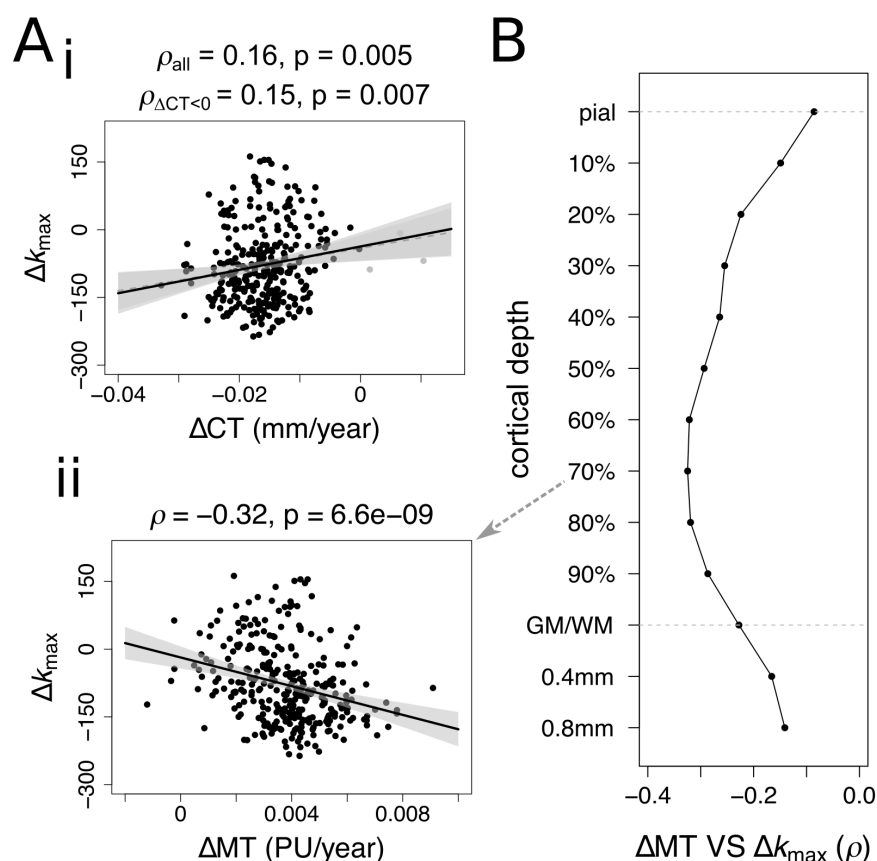 A
i
ρall = 0.16, p = 0.005
ρΔCT<0 = 0.15, p = 0.007
Δkmax
150
0
−150
−300
−0.04
−0.02
0
ΔCT (mm/year)
ii
ρ = −0.32, p = 6.6e−09
Δkmax
150
0
−150
−300
0
0.004
0.008
ΔMT (PU/year)
B
cortical depth
pial
10%
20%
30%
40%
50%
60%
70%
80%
90%
GM/WM
0.4mm
0.8mm
−0.4
−0.2
0.0
ΔMT VS Δkmax (ρ)